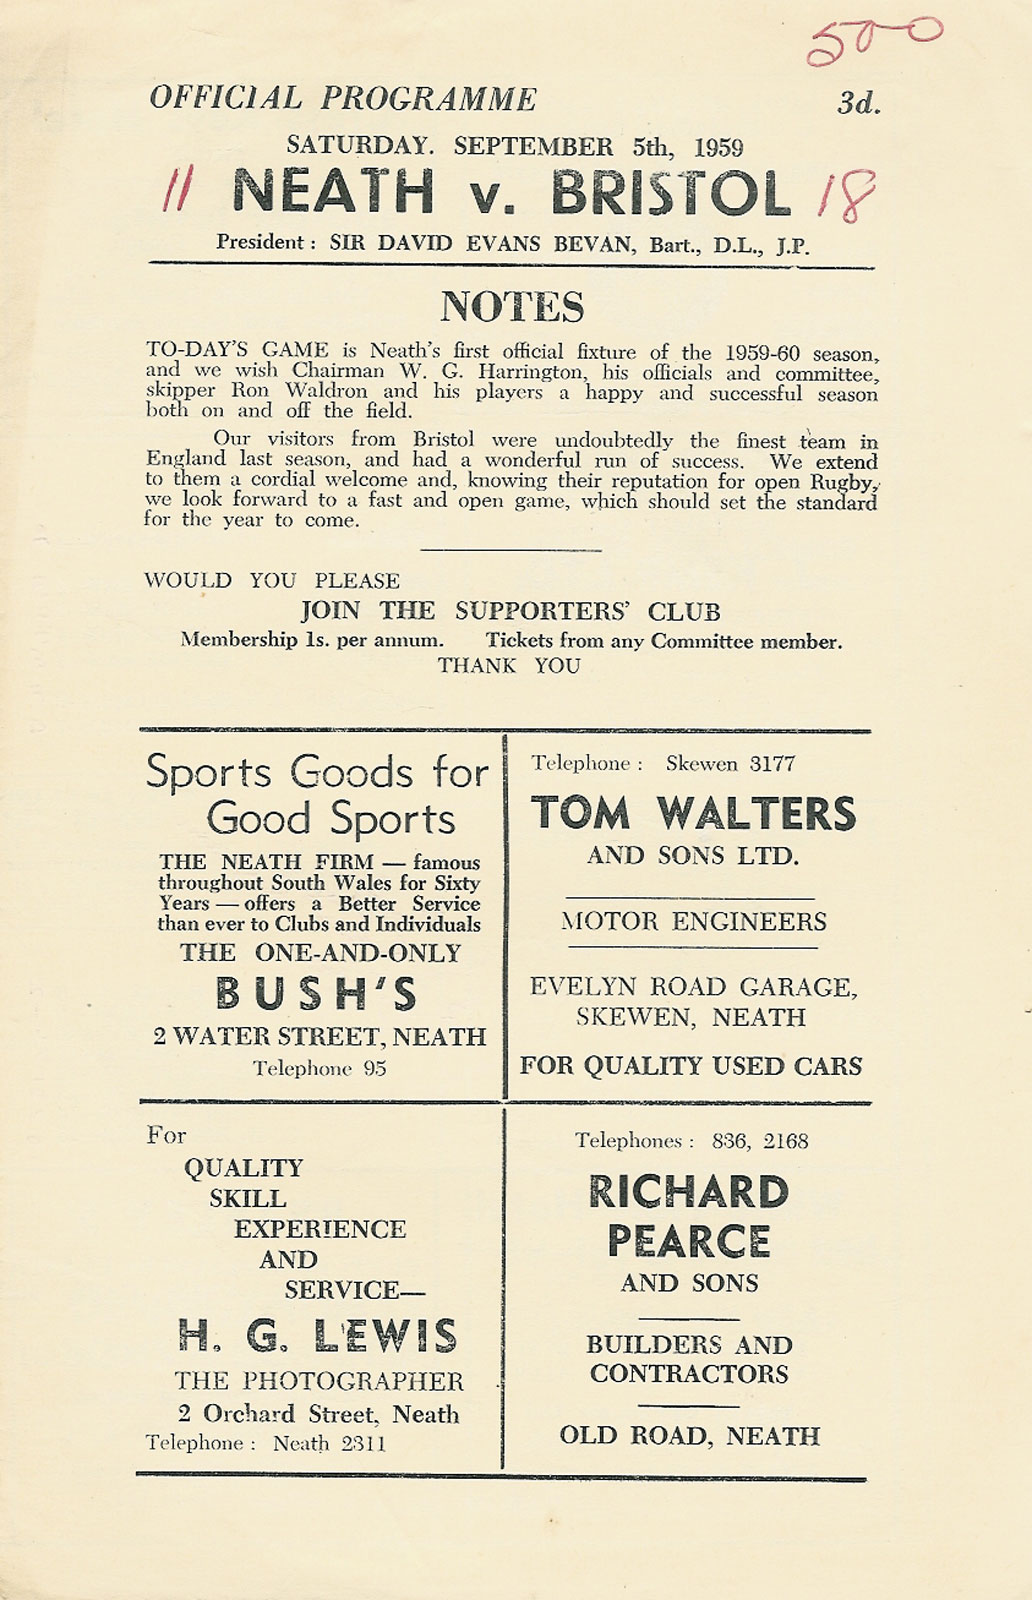 500
OFFICIAL PROGRAMME 3d.
SATURDAY. SEPTEMBER 5th, 1959
11 NEATH v. BRISTOL 18
President : SIR DAVID EVANS BEVAN, Bart., D.L., J.P.
NOTES
TO-DAY'S GAME is Neath's first official fixture of the 1959-60 season,
and we wish Chairman W. G. Harrington, his officials and committee,
skipper Ron Waldron and his players a happy and successful season
both on and off the field.
Our visitors from Bristol were undoubtedly the finest team in
England last season, and had a wonderful run of success. We extend
to them a cordial welcome and, knowing their reputation for open Rugby,
we look forward to a fast and open game, which should set the standard
for the year to come.
WOULD YOU PLEASE
JOIN THE SUPPORTERS' CLUB
Membership 1s. per annum. Tickets from any Committee member.
THANK YOU
Sports Goods for
Good Sports
THE NEATH FIRM — famous
throughout South Wales for Sixty
Years — offers a Better Service
than ever to Clubs and Individuals
THE ONE-AND-ONLY
BUSH'S
2 WATER STREET, NEATH
Telephone 95
Telephone : Skewen 3177
TOM WALTERS
AND SONS LTD.
MOTOR ENGINEERS
EVELYN ROAD GARAGE,
SKEWEN, NEATH
FOR QUALITY USED CARS
For
QUALITY
SKILL
EXPERIENCE
AND
SERVICE—
H. G. LEWIS
THE PHOTOGRAPHER
2 Orchard Street, Neath
Telephone : Neath 2311
Telephones : 836, 2168
RICHARD
PEARCE
AND SONS
BUILDERS AND
CONTRACTORS
OLD ROAD, NEATH